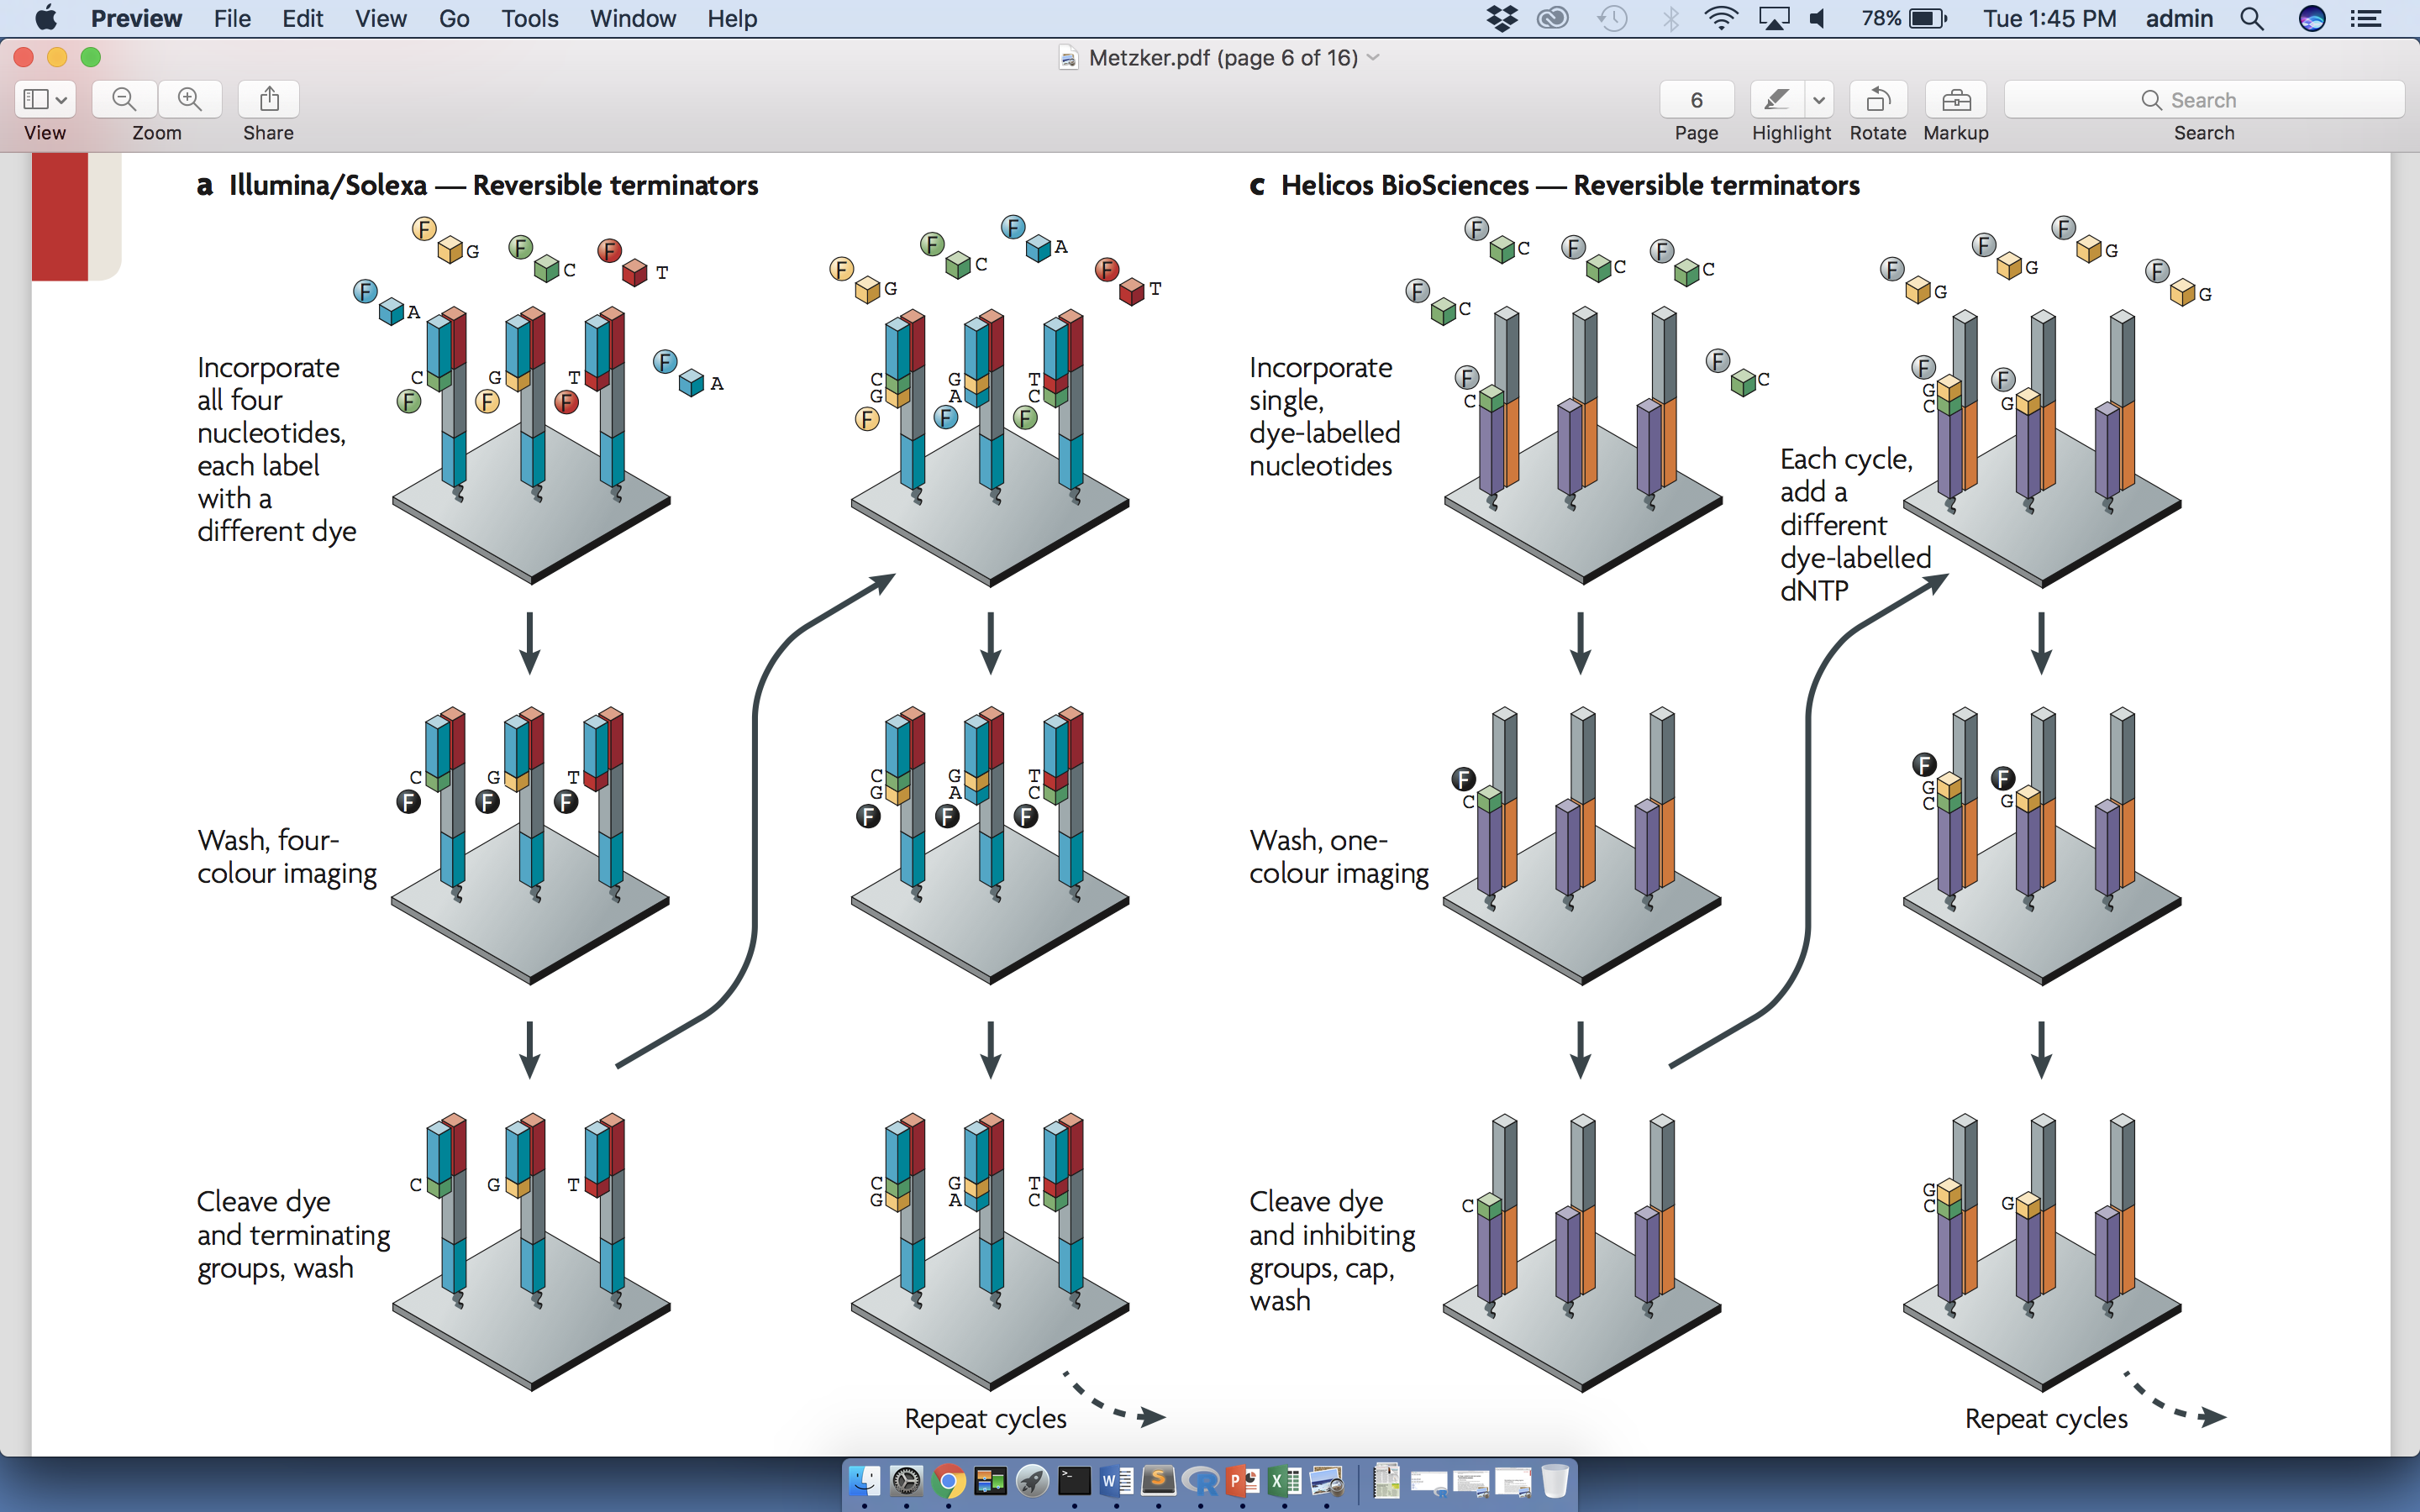 Preview File Edit View Go Tools Window Help 78% Tue 1:45 PM admin
Metzker.pdf (page 6 of 16)
6 Search
View Zoom Share Page Highlight Rotate Markup Search
a Illumina/Solexa — Reversible terminators
F G F C F T
F A
C G T
F F F
F A
Incorporate
all four
nucleotides,
each label
with a
different dye
F G F C F A F T
C G T
G A C
F F F
C G T
F F F
Wash, four-
colour imaging
C G T
G A C
F F F
C G T
Cleave dye
and terminating
groups, wash
C G T
G A C
Repeat cycles
c Helicos BioSciences — Reversible terminators
F C F C F C
F C
F C
F C
Incorporate
single,
dye-labelled
nucleotides
Each cycle,
add a
different
dye-labelled
dNTP
F G F G F G F G
F F
G G
C
F
C
Wash, one-
colour imaging
F F
G G
C
C
Cleave dye
and inhibiting
groups, cap,
wash
G G
C
Repeat cycles
W S R P X